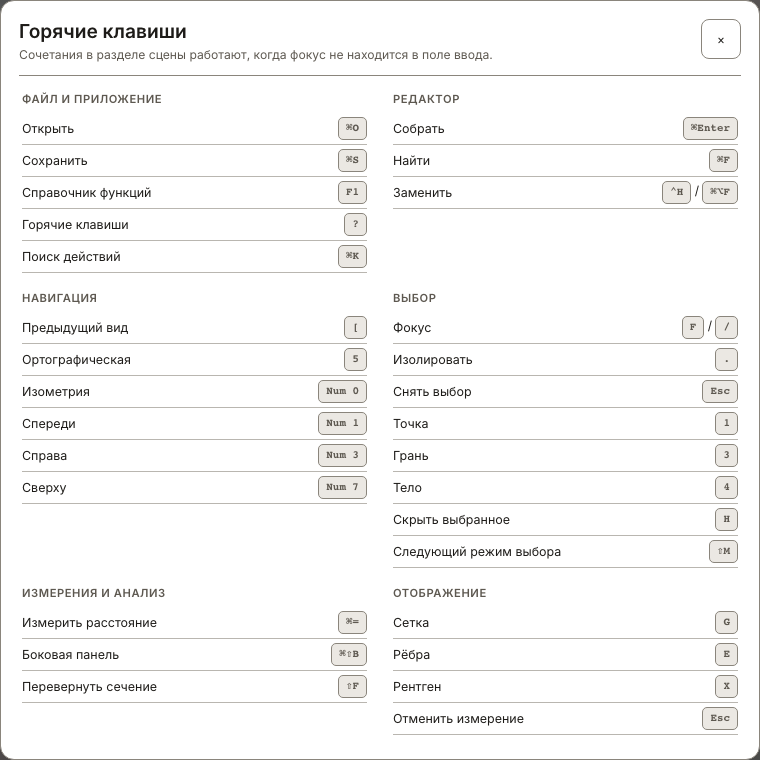 Горячие клавиши
Сочетания в разделе сцены работают, когда фокус не находится в поле ввода.
×
ФАЙЛ И ПРИЛОЖЕНИЕ
Открыть ⌘O
Сохранить ⌘S
Справочник функций F1
Горячие клавиши ?
Поиск действий ⌘K
РЕДАКТОР
Собрать ⌘Enter
Найти ⌘F
Заменить ⌃H / ⌘⌥F
НАВИГАЦИЯ
Предыдущий вид [
Ортографическая 5
Изометрия Num 0
Спереди Num 1
Справа Num 3
Сверху Num 7
ВЫБОР
Фокус F / /
Изолировать .
Снять выбор Esc
Точка 1
Грань 3
Тело 4
Скрыть выбранное H
Следующий режим выбора ⇧M
ИЗМЕРЕНИЯ И АНАЛИЗ
Измерить расстояние ⌘=
Боковая панель ⌘⇧B
Перевернуть сечение ⇧F
ОТОБРАЖЕНИЕ
Сетка G
Рёбра E
Рентген X
Отменить измерение Esc